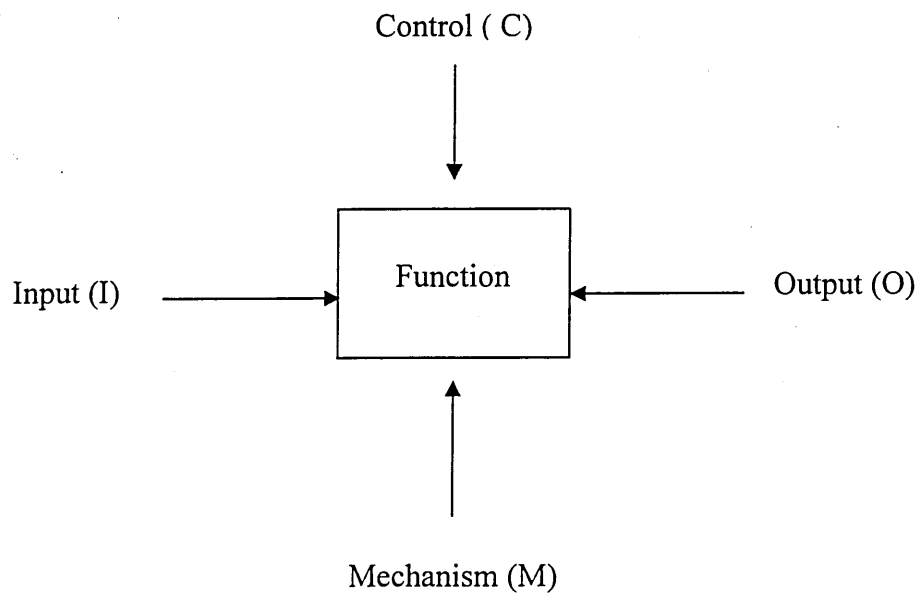 Control ( C)
Function
Input (I)
Output (O)
Mechanism (M)